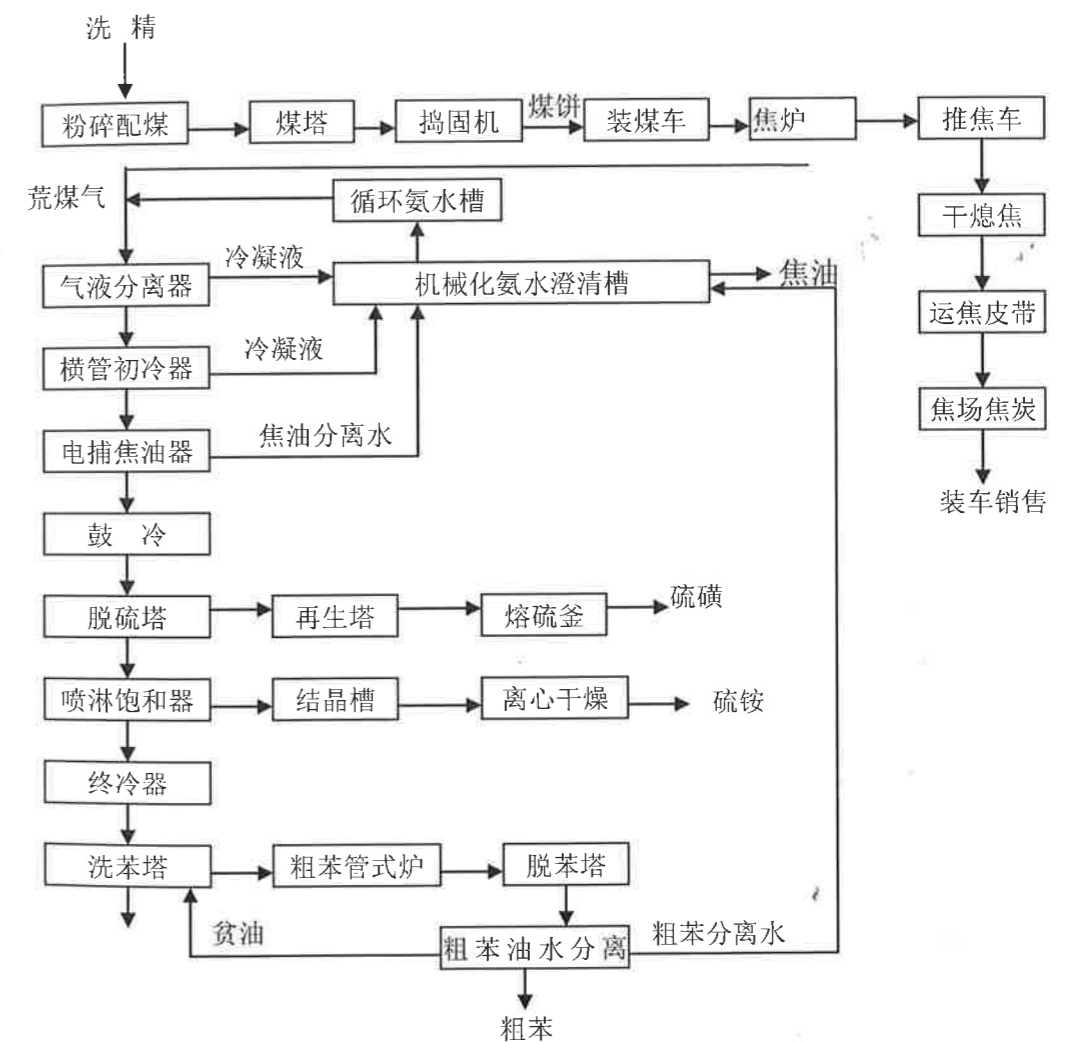 洗 精
粉碎配煤
煤塔
捣固机
煤饼
装煤车
焦炉
推焦车
荒煤气
循环氨水槽
干熄焦
气液分离器
冷凝液
机械化氨水澄清槽
焦油
运焦皮带
横管初冷器
冷凝液
焦场焦炭
电捕焦油器
焦油分离水
装车销售
鼓 冷
脱硫塔
再生塔
熔硫釜
硫磺
喷淋饱和器
结晶槽
离心干燥
硫铵
终冷器
洗苯塔
粗苯管式炉
脱苯塔
贫油
粗苯油水分离
粗苯分离水
粗苯